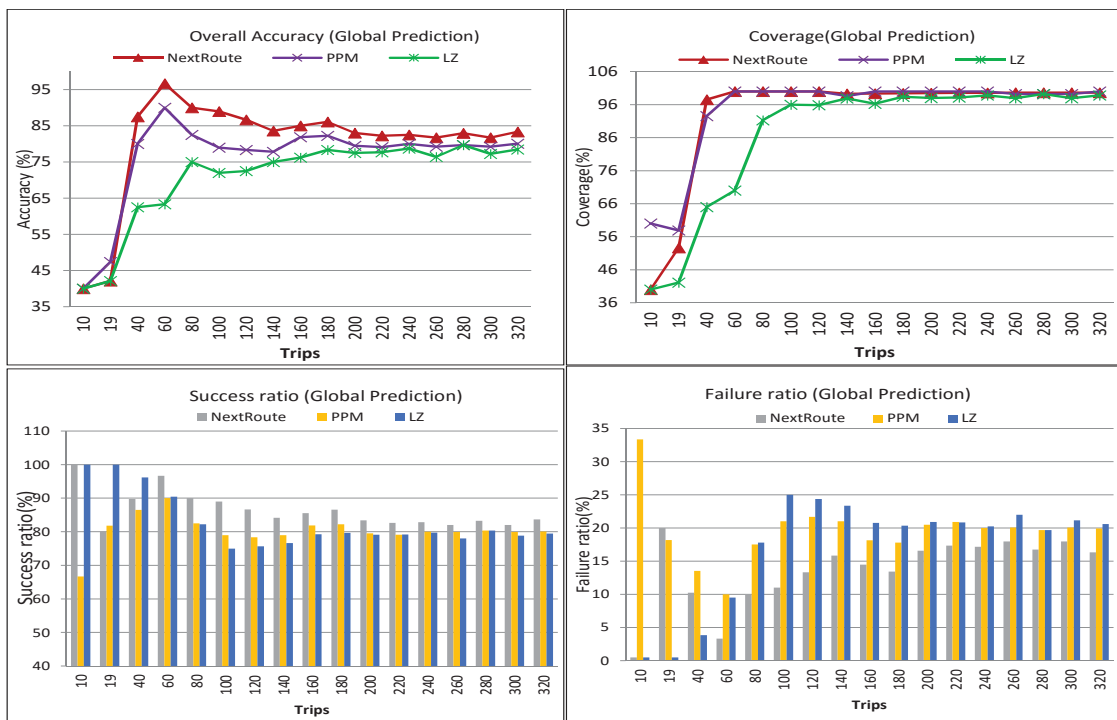 Overall Accuracy (Global Prediction)
NextRoute PPM LZ
Accuracy (%)
95
85
75
65
55
45
35
10 19 40 60 80 100 120 140 160 180 200 220 240 260 280 300 320
Trips
Coverage(Global Prediction)
NextRoute PPM LZ
Coverage(%)
106
96
86
76
66
56
46
36
10 19 40 60 80 100 120 140 160 180 200 220 240 260 280 300 320
Trips
Success ratio (Global Prediction)
NextRoute PPM LZ
Success ratio(%)
110
100
90
80
70
60
50
40
10 19 40 60 80 100 120 140 160 180 200 220 240 260 280 300 320
Trips
Failure ratio (Global Prediction)
NextRoute PPM LZ
Failure ratio(%)
35
30
25
20
15
10
5
0
10 19 40 60 80 100 120 140 160 180 200 220 240 260 280 300 320
Trips